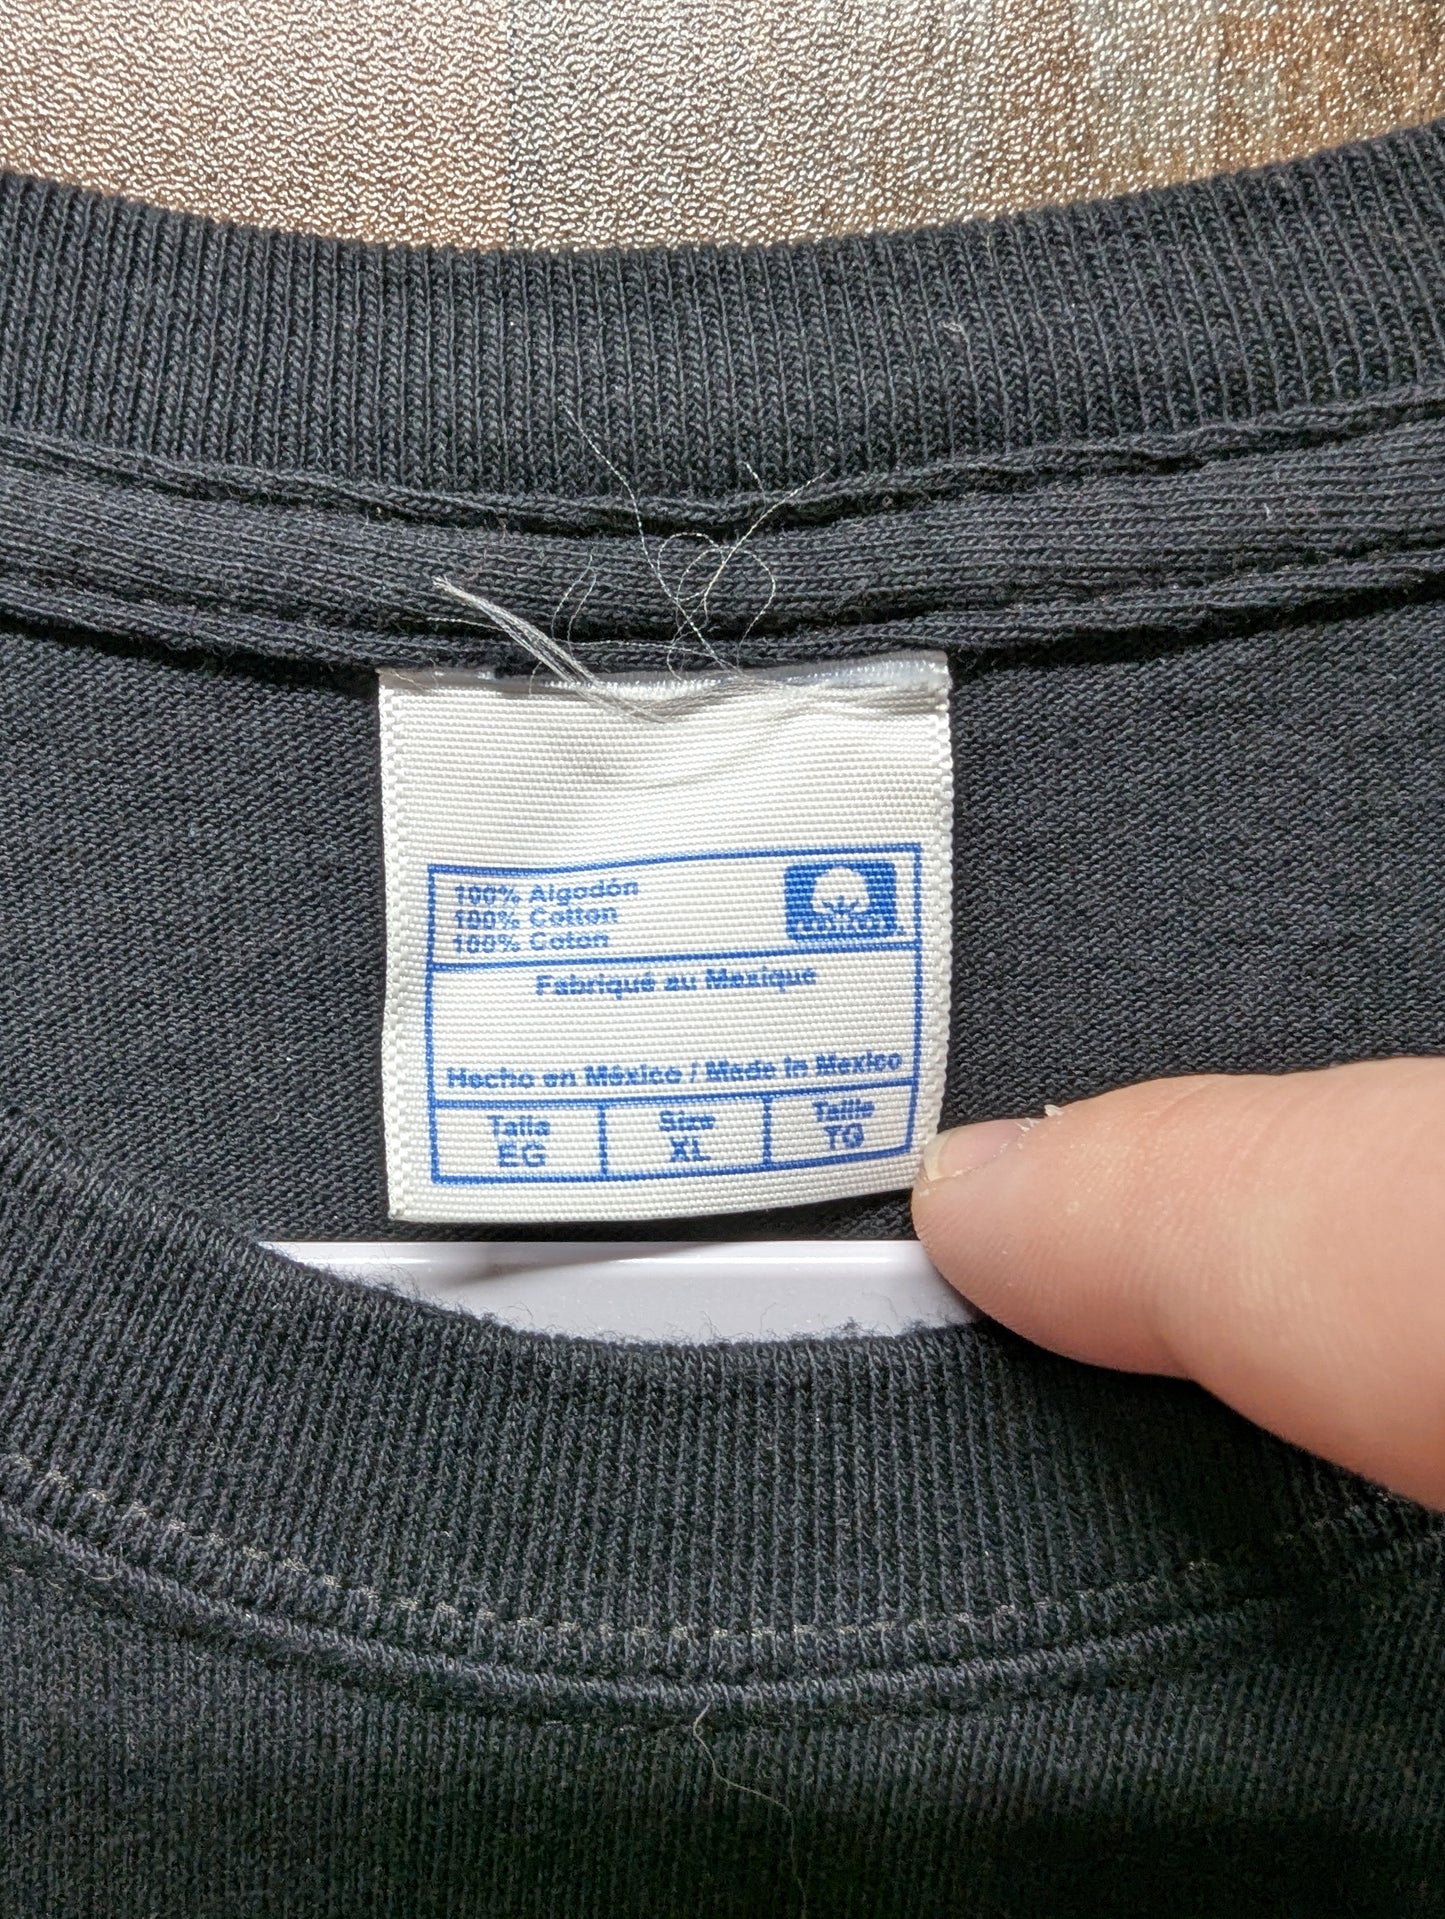 100% Algodón
100% Cotton
100% Coton
COTTON
Fabriqué au Mexique
Hecho en México / Made in Mexico
Talla Size Taille
EG XL TG